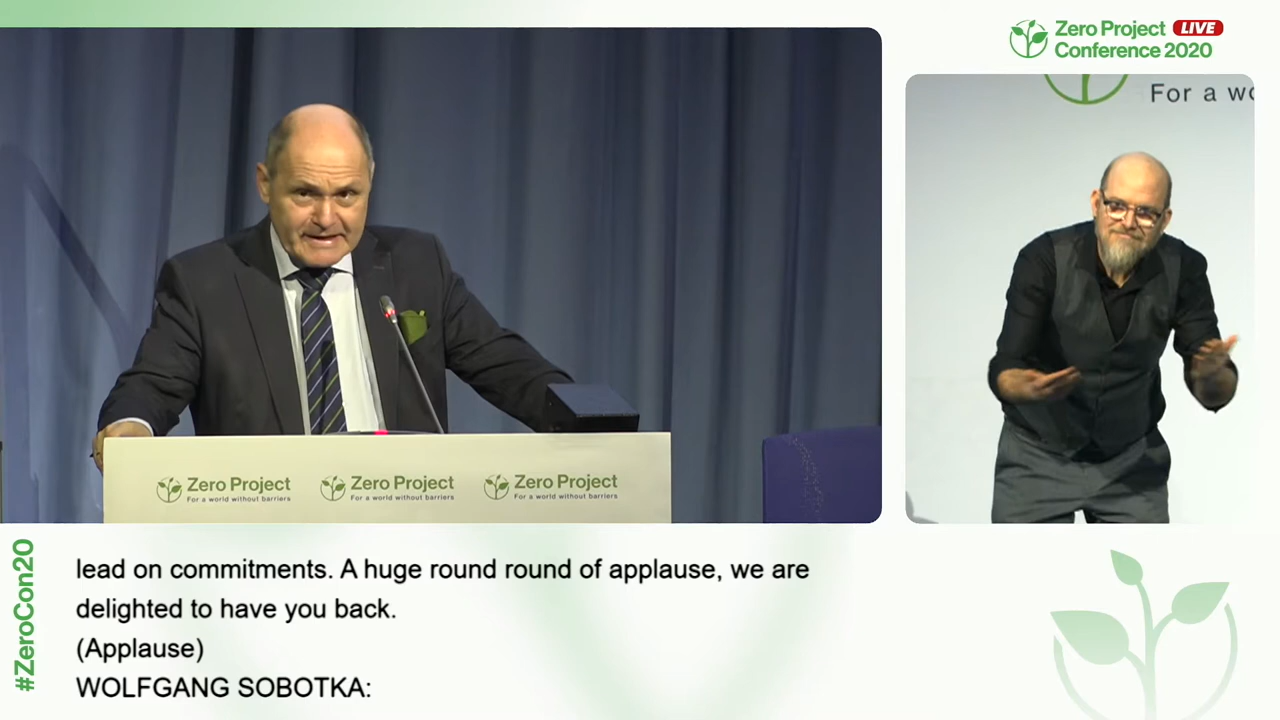 Zero Project LIVE
Conference 2020
For a wo
Zero Project
For a world without barriers
Zero Project
For a world without barriers
Zero Project
For a world without barriers
#ZeroCon20
lead on commitments. A huge round round of applause, we are
delighted to have you back.
(Applause)
WOLFGANG SOBOTKA: